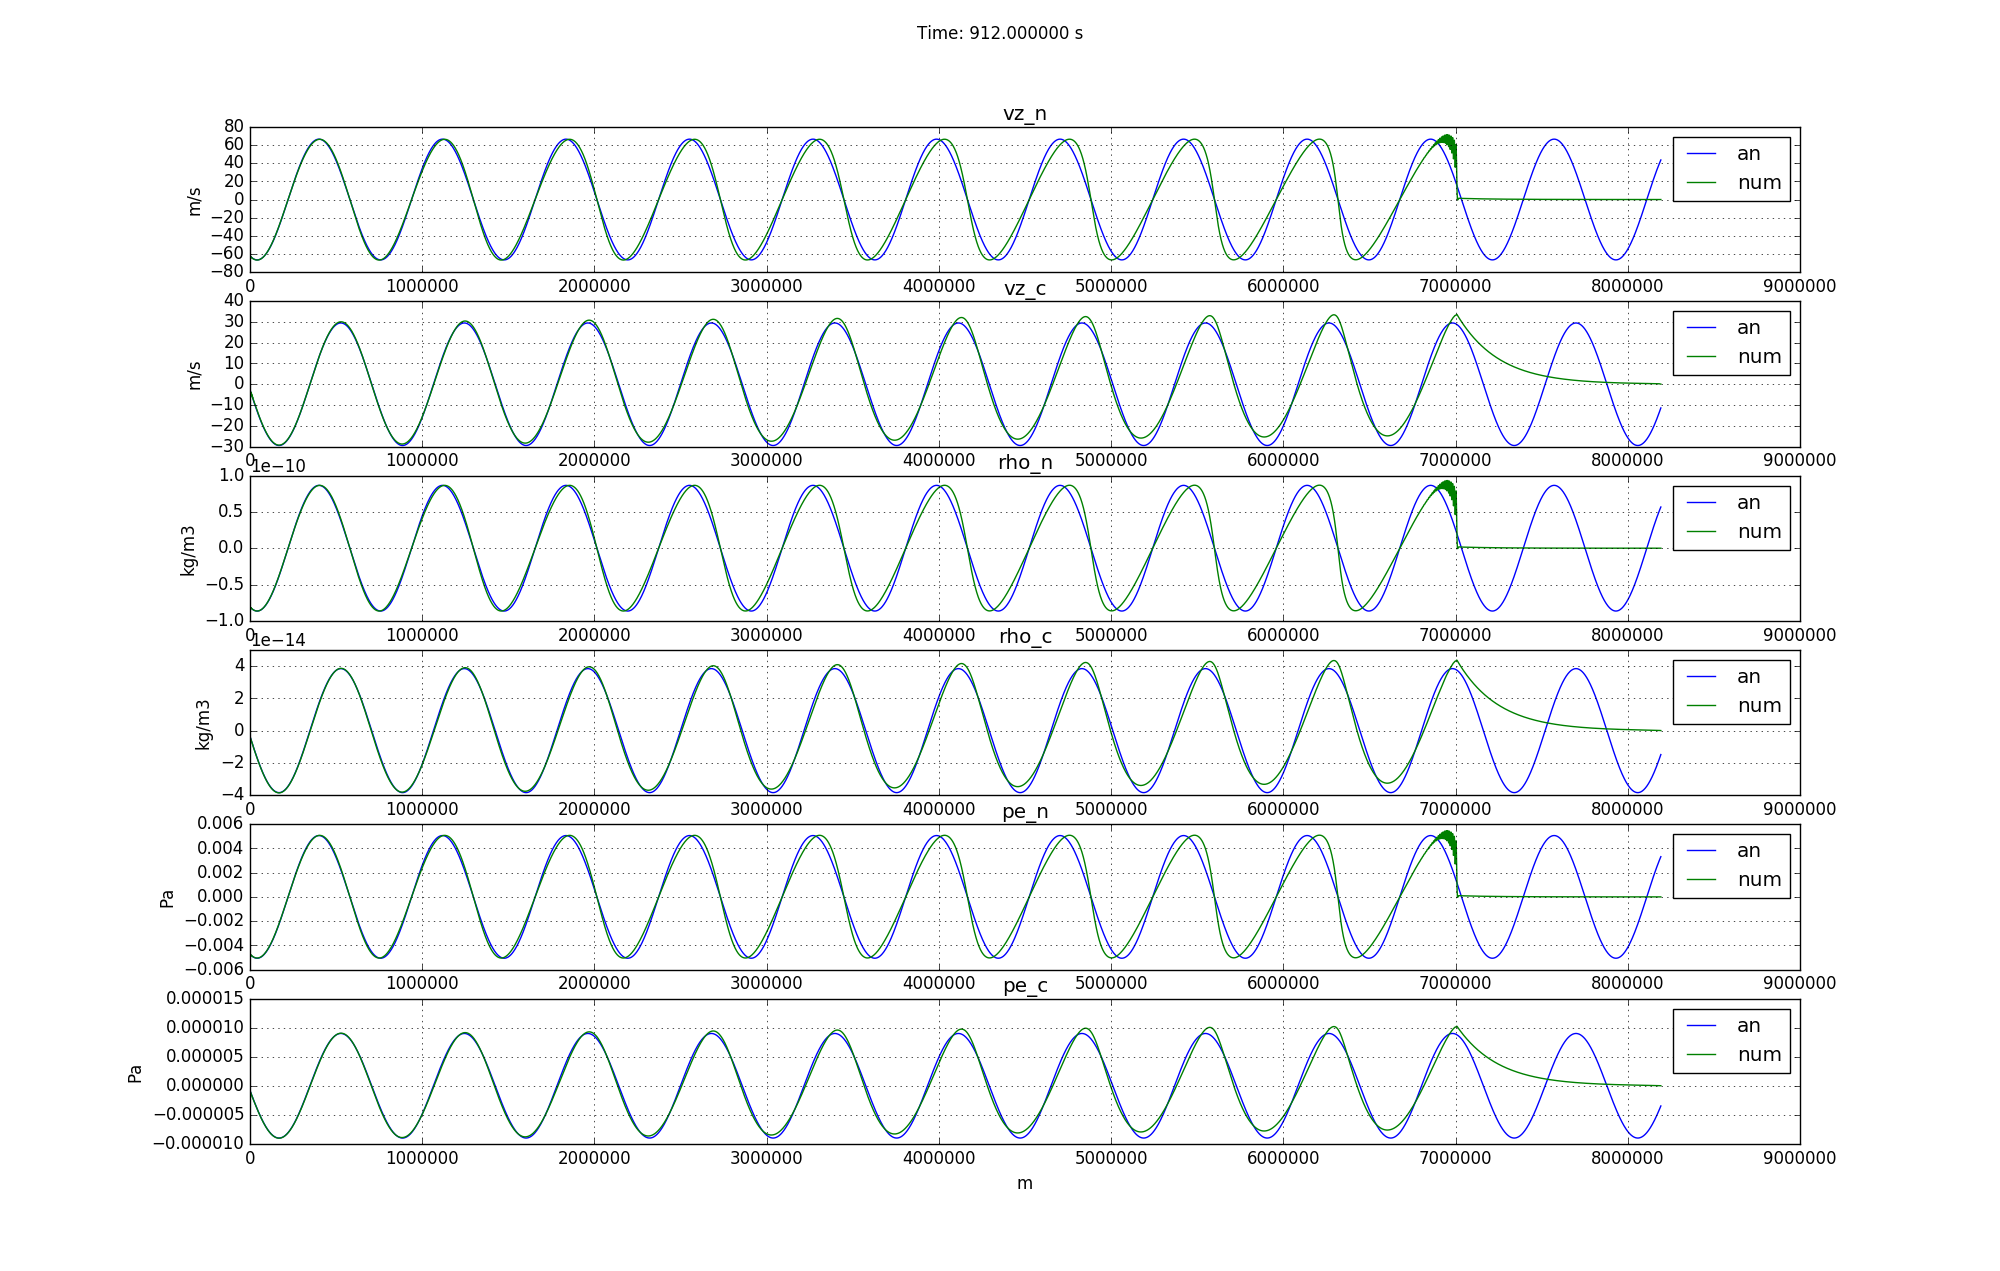 Time: 912.000000 s
vz_n
80
60
40
20
0
−20
−40
−60
−80
m/s
an
num
0 1000000 2000000 3000000 4000000 5000000 6000000 7000000 8000000 9000000
vz_c
40
30
20
10
0
−10
−20
−30
m/s
an
num
0 1000000 2000000 3000000 4000000 5000000 6000000 7000000 8000000 9000000
1e−10
rho_n
1.0
0.5
0.0
−0.5
−1.0
kg/m3
an
num
0 1000000 2000000 3000000 4000000 5000000 6000000 7000000 8000000 9000000
1e−14
rho_c
4
2
0
−2
−4
kg/m3
an
num
0 1000000 2000000 3000000 4000000 5000000 6000000 7000000 8000000 9000000
pe_n
0.006
0.004
0.002
0.000
−0.002
−0.004
−0.006
Pa
an
num
0 1000000 2000000 3000000 4000000 5000000 6000000 7000000 8000000 9000000
pe_c
0.000015
0.000010
0.000005
0.000000
−0.000005
−0.000010
Pa
an
num
0 1000000 2000000 3000000 4000000 5000000 6000000 7000000 8000000 9000000
m